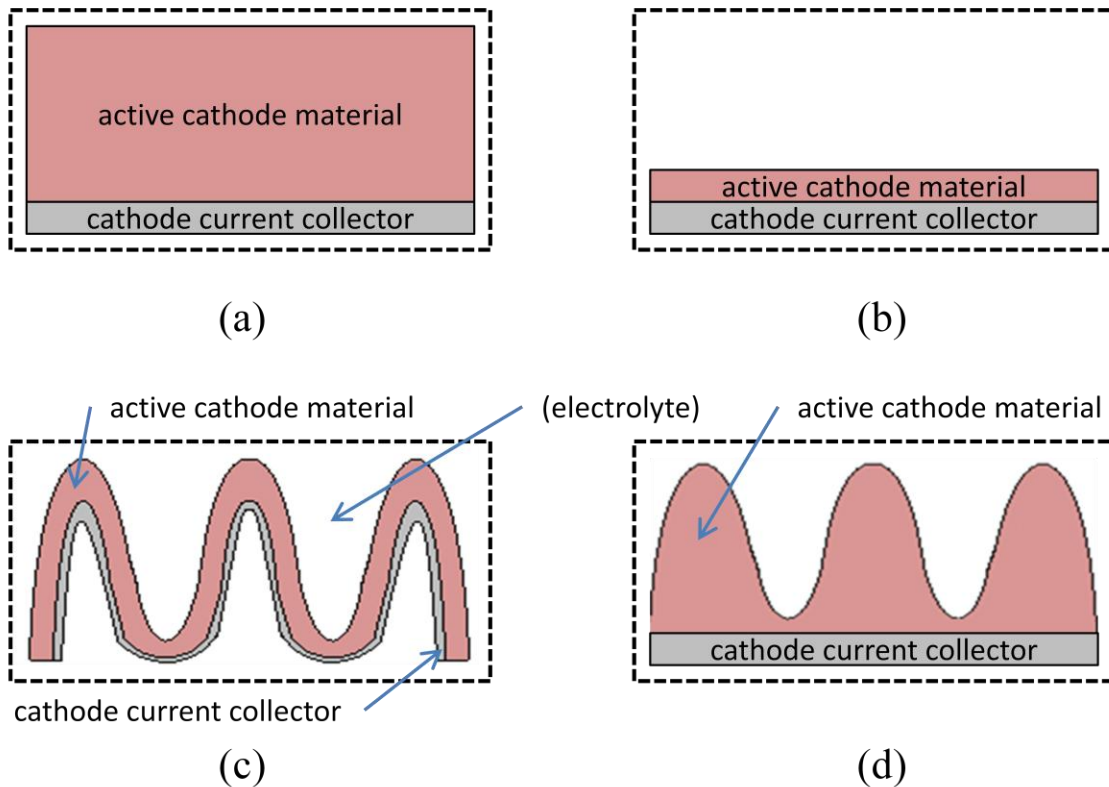 active cathode material
cathode current collector
active cathode material
cathode current collector
(a)
(b)
active cathode material
(electrolyte)
active cathode material
cathode current collector
cathode current collector
(c)
(d)